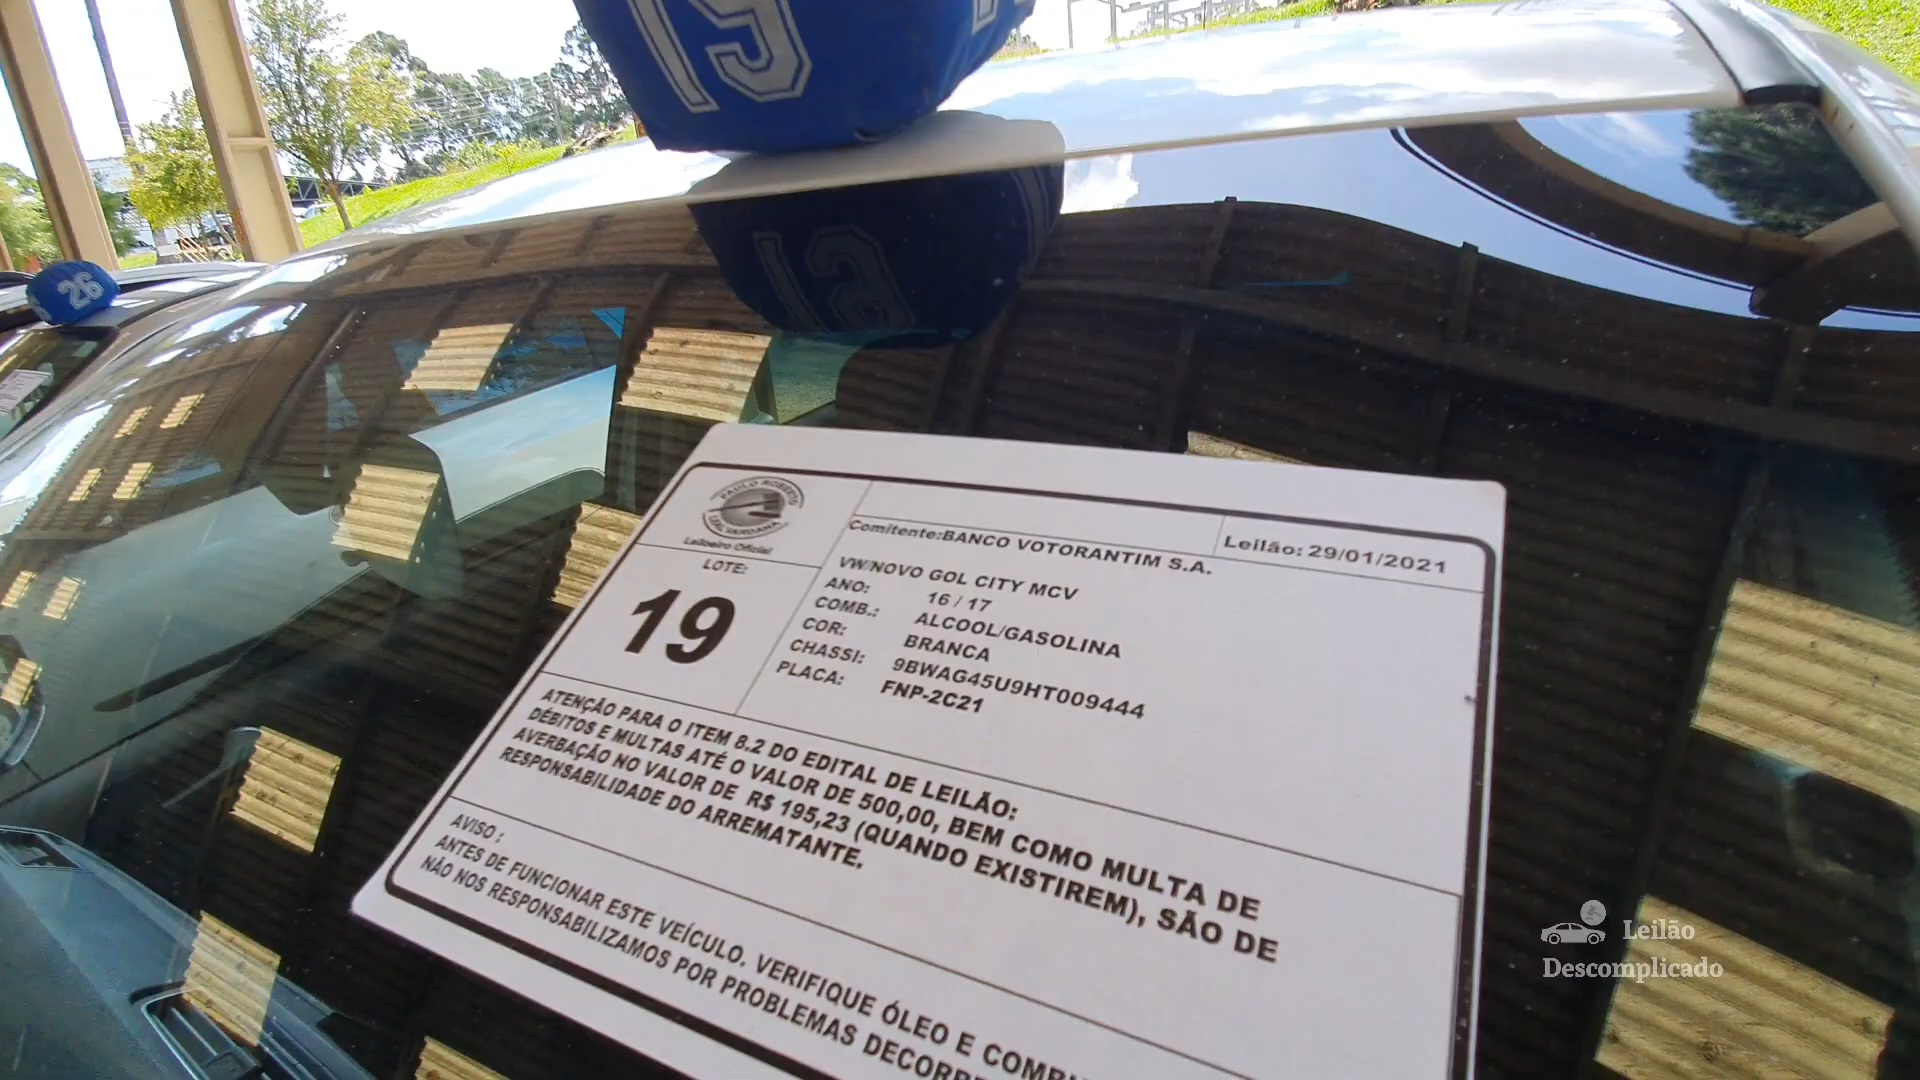 19
26
PAULO ROBERTO
LEAL VARDANA
Leiloeiro Oficial
Comitente:BANCO VOTORANTIM S.A.
Leilão: 29/01/2021
LOTE:
19
VW/NOVO GOL CITY MCV
ANO: 16 / 17
COMB.: ALCOOL/GASOLINA
COR: BRANCA
CHASSI: 9BWAG45U9HT009444
PLACA: FNP-2C21
ATENÇÃO PARA O ITEM 8.2 DO EDITAL DE LEILÃO:
DÉBITOS E MULTAS ATÉ O VALOR DE 500,00, BEM COMO MULTA DE
AVERBAÇÃO NO VALOR DE R$ 195,23 (QUANDO EXISTIREM), SÃO DE
RESPONSABILIDADE DO ARREMATANTE.
AVISO :
ANTES DE FUNCIONAR ESTE VEÍCULO, VERIFIQUE ÓLEO E
NÃO NOS RESPONSABILIZAMOS POR PROBLEMAS
Leilão
Descomplicado